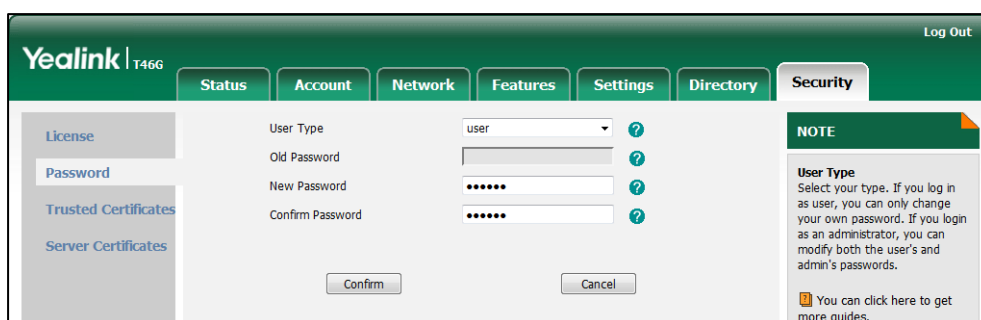 Log Out
Yealink | T46G
Status Account Network Features Settings Directory Security
License
Password
Trusted Certificates
Server Certificates
User Type user ?
Old Password ?
New Password •••••• ?
Confirm Password •••••• ?
Confirm Cancel
NOTE
User Type
Select your type. If you log in
as user, you can only change
your own password. If you login
as an administrator, you can
modify both the user's and
admin's passwords.
? You can click here to get
more guides.